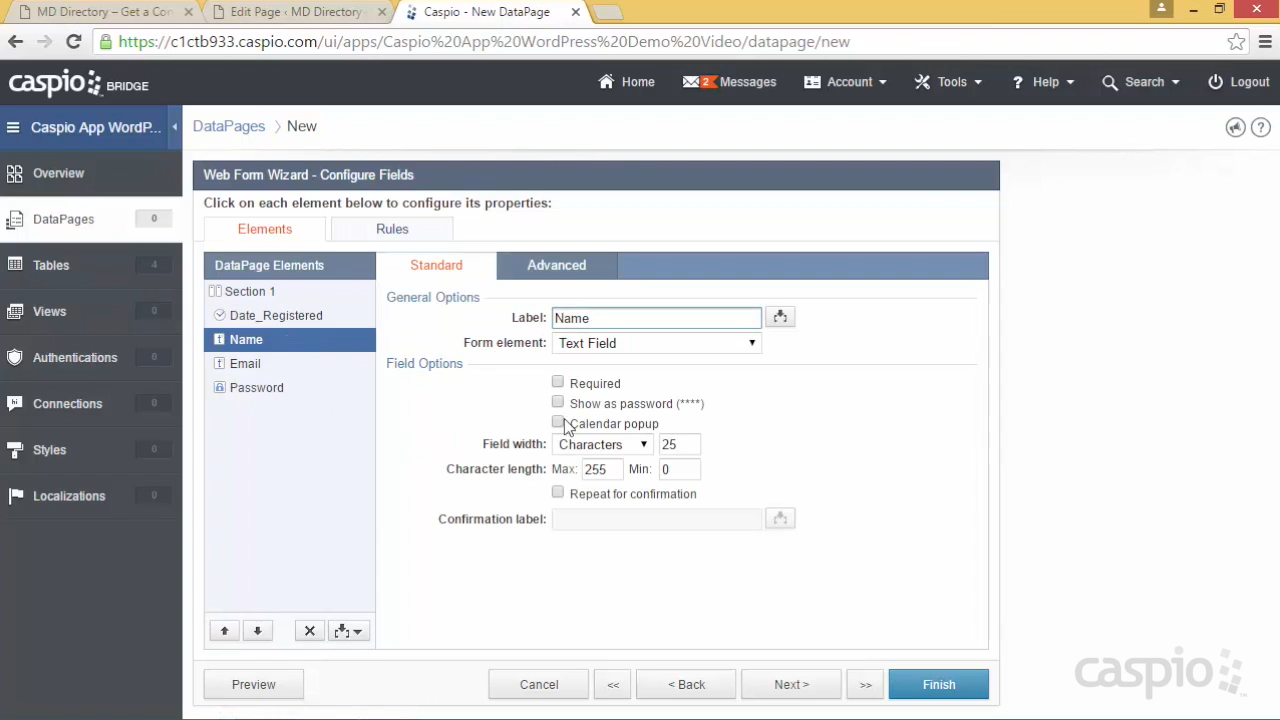 MD Directory – Get a Con
Edit Page ‹ MD Directory
Caspio - New DataPage
https://c1ctb933.caspio.com/ui/apps/Caspio%20App%20WordPress%20Demo%20Video/datapage/new
caspio BRIDGE
Home
2
Messages
Account
Tools
? Help
Search
Logout
Caspio App WordP...
DataPages
New
?
Overview
DataPages 0
Tables 4
Views 0
Authentications 0
hi Connections 0
Styles 0
Localizations 0
Web Form Wizard - Configure Fields
Click on each element below to configure its properties:
Elements Rules
DataPage Elements
Section 1
Date_Registered
Name
Email
Password
Standard Advanced
General Options
Label: Name
Form element: Text Field
Field Options
Required
Show as password (****)
Calendar popup
Field width: Characters 25
Character length: Max: 255 Min: 0
Repeat for confirmation
Confirmation label:
Preview
Cancel
<<
< Back
Next >
>>
Finish
caspio